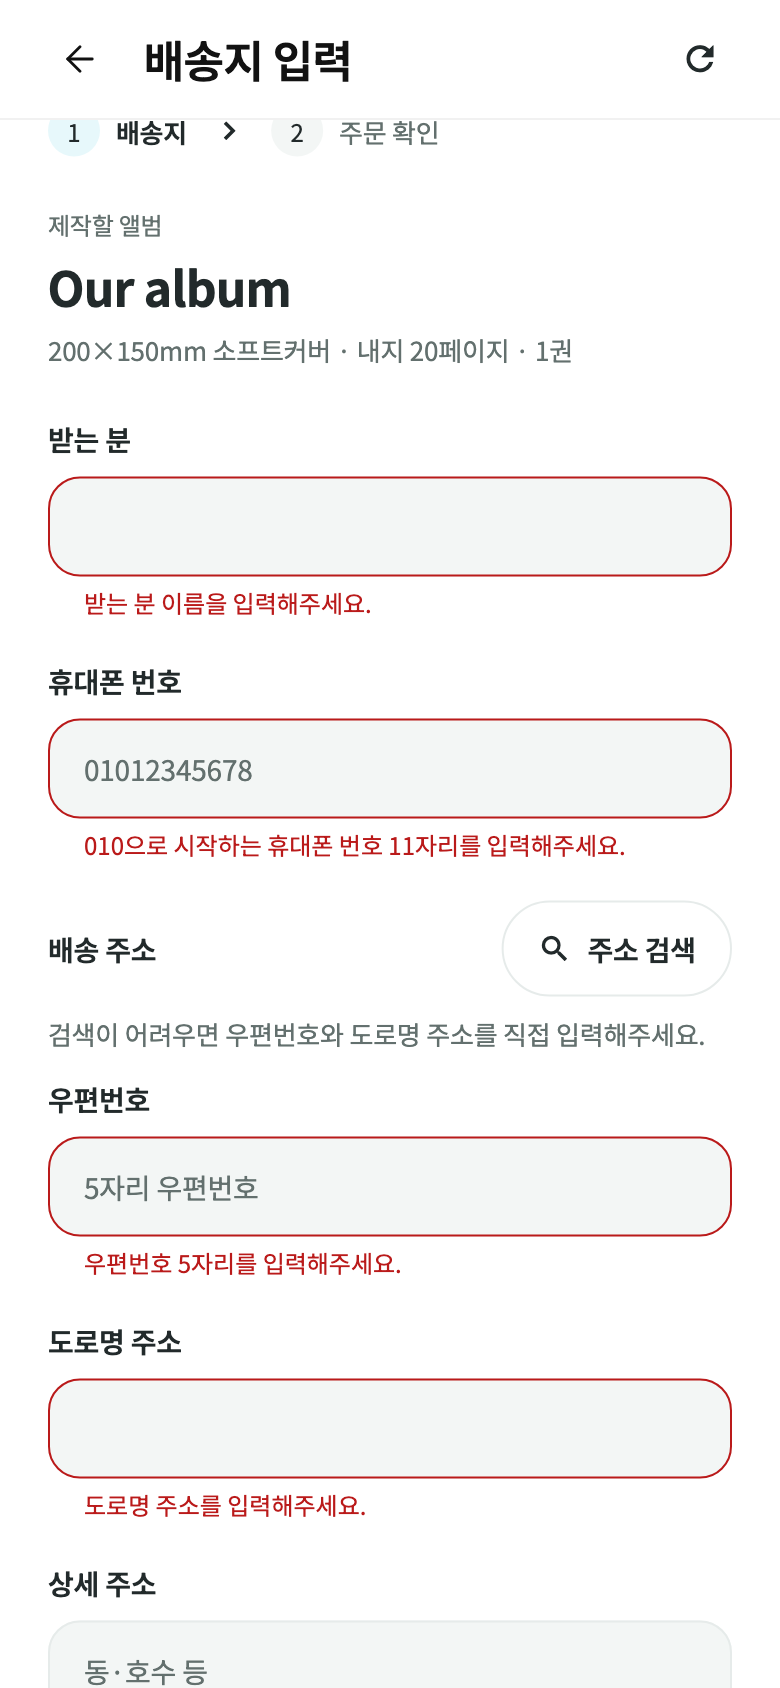 배송지 입력
1 배송지 2 주문 확인
제작할 앨범
Our album
200×150mm 소프트커버 · 내지 20페이지 · 1권
받는 분
받는 분 이름을 입력해주세요.
휴대폰 번호
01012345678
010으로 시작하는 휴대폰 번호 11자리를 입력해주세요.
배송 주소
주소 검색
검색이 어려우면 우편번호와 도로명 주소를 직접 입력해주세요.
우편번호
5자리 우편번호
우편번호 5자리를 입력해주세요.
도로명 주소
도로명 주소를 입력해주세요.
상세 주소
동·호수 등